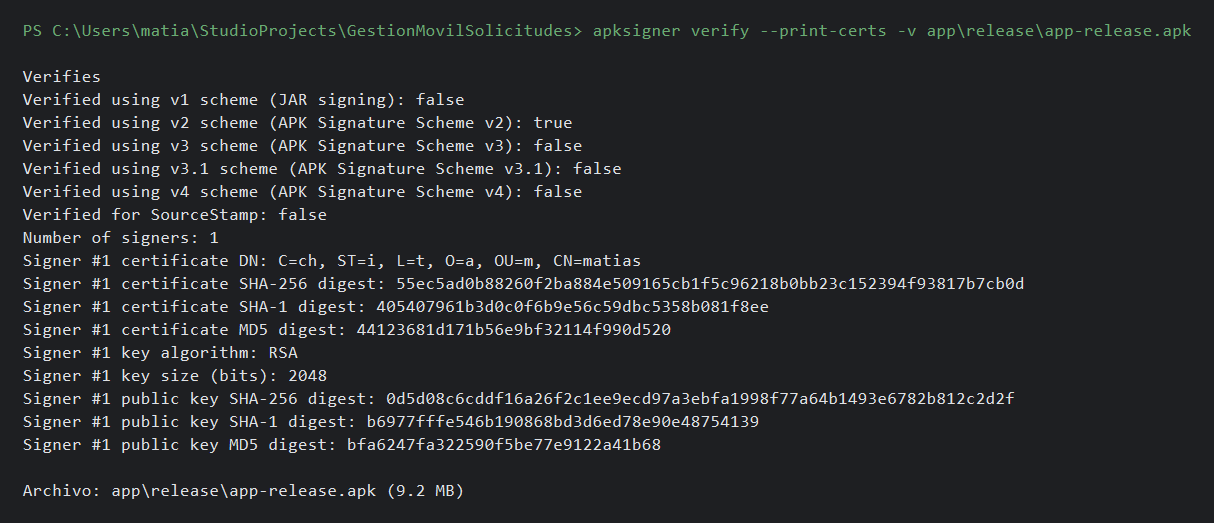 PS C:\Users\matia\StudioProjects\GestionMovilSolicitudes> apksigner verify --print-certs -v app\release\app-release.apk
Verifies
Verified using v1 scheme (JAR signing): false
Verified using v2 scheme (APK Signature Scheme v2): true
Verified using v3 scheme (APK Signature Scheme v3): false
Verified using v3.1 scheme (APK Signature Scheme v3.1): false
Verified using v4 scheme (APK Signature Scheme v4): false
Verified for SourceStamp: false
Number of signers: 1
Signer #1 certificate DN: C=ch, ST=i, L=t, O=a, OU=m, CN=matias
Signer #1 certificate SHA-256 digest: 55ec5ad0b88260f2ba884e509165cb1f5c96218b0bb23c152394f93817b7cb0d
Signer #1 certificate SHA-1 digest: 405407961b3d0c0f6b9e56c59dbc5358b081f8ee
Signer #1 certificate MD5 digest: 44123681d171b56e9bf32114f990d520
Signer #1 key algorithm: RSA
Signer #1 key size (bits): 2048
Signer #1 public key SHA-256 digest: 0d5d08c6cddf16a26f2c1ee9ecd97a3ebfa1998f77a64b1493e6782b812c2d2f
Signer #1 public key SHA-1 digest: b6977fffe546b190868bd3d6ed78e90e48754139
Signer #1 public key MD5 digest: bfa6247fa322590f5be77e9122a41b68
Archivo: app\release\app-release.apk (9.2 MB)